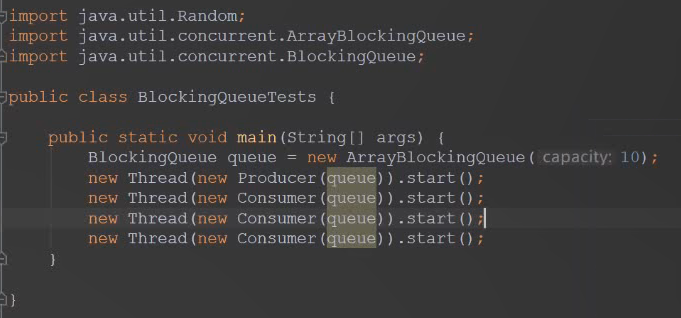 import java.util.Random;
import java.util.concurrent.ArrayBlockingQueue;
import java.util.concurrent.BlockingQueue;
public class BlockingQueueTests {
public static void main(String[] args) {
BlockingQueue queue = new ArrayBlockingQueue( capacity: 10);
new Thread(new Producer(queue)).start();
new Thread(new Consumer(queue)).start();
new Thread(new Consumer(queue)).start();
new Thread(new Consumer(queue)).start();
}
}